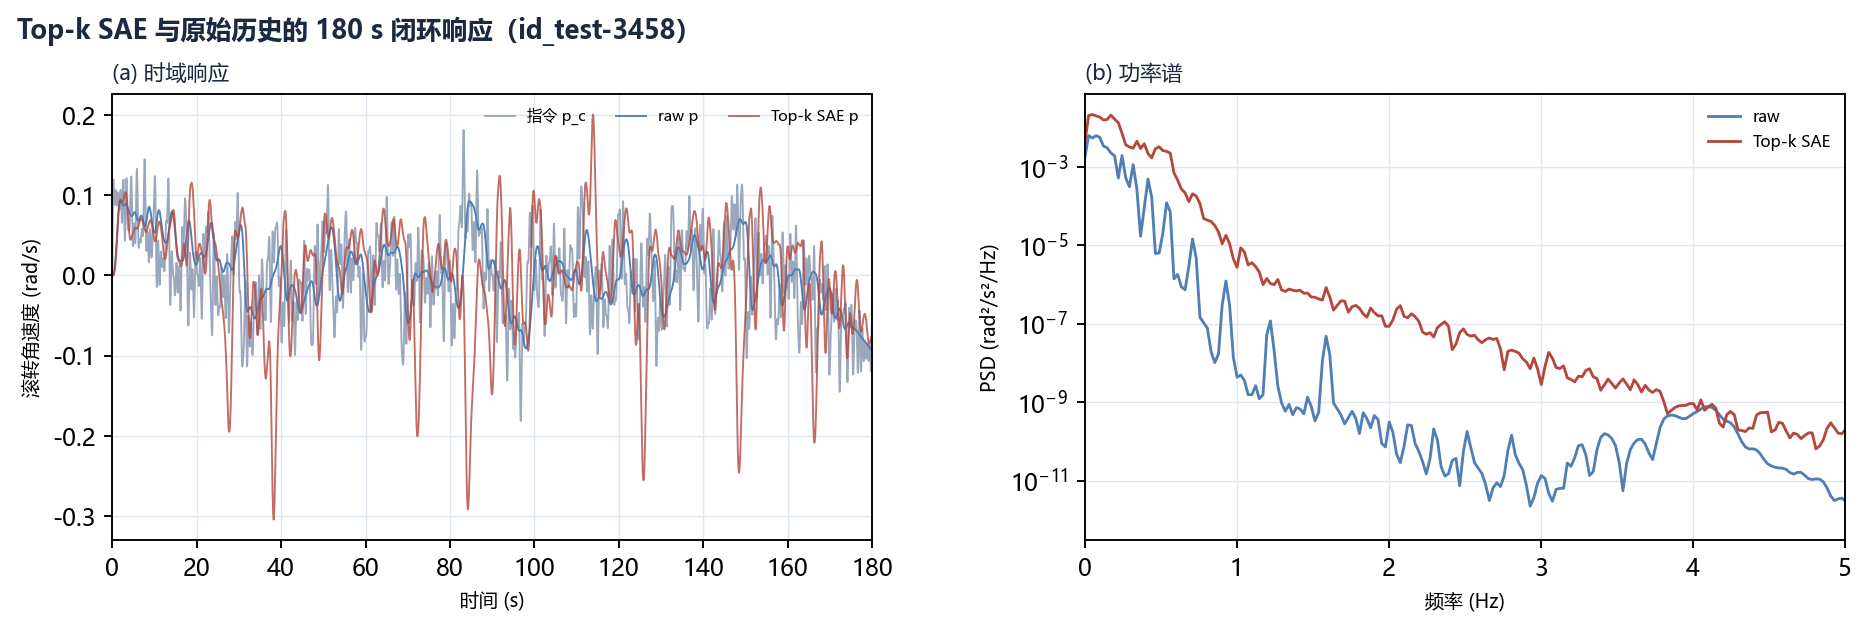 Top-k SAE 与原始历史的 180 s 闭环响应（id_test-3458）
(a) 时域响应
指令 p_c
raw p
Top-k SAE p
滚转角速度 (rad/s)
0.2
0.1
0.0
-0.1
-0.2
-0.3
0 20 40 60 80 100 120 140 160 180
时间 (s)
(b) 功率谱
raw
Top-k SAE
PSD (rad²/s²/Hz)
10⁻³
10⁻⁵
10⁻⁷
10⁻⁹
10⁻¹¹
0 1 2 3 4 5
频率 (Hz)